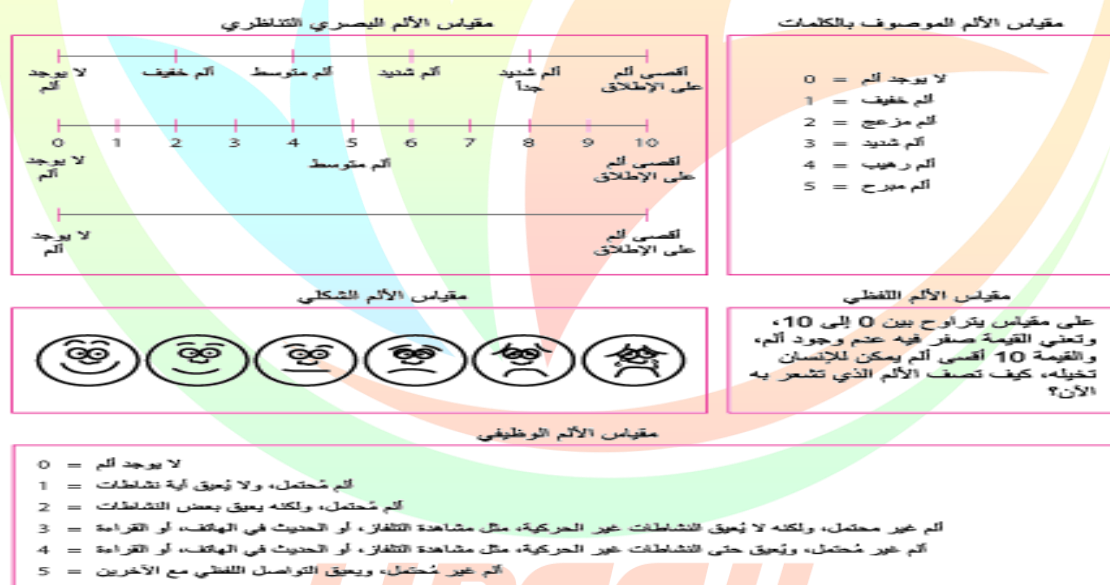 مقياس الألم الموصوف بالكلمات
0 = لا يوجد ألم
1 = ألم خفيف
2 = ألم مزعج
3 = ألم شديد
4 = ألم رهيب
5 = ألم مبرح
مقياس الألم البصري التناظري
لا يوجد ألم
ألم خفيف
ألم متوسط
ألم شديد
ألم شديد جداً
أقصى ألم على الإطلاق
0 1 2 3 4 5 6 7 8 9 10
لا يوجد ألم
ألم متوسط
أقصى ألم على الإطلاق
لا يوجد ألم
أقصى ألم على الإطلاق
مقياس الألم اللفظي
على مقياس يتراوح بين 0 إلى 10،
وتعني القيمة صفر فيه عدم وجود ألم،
والقيمة 10 أقسى ألم يمكن للإنسان
تخيله، كيف تصف الألم الذي تشعر به
الآن؟
مقياس الألم الشكلي
مقياس الألم الوظيفي
0 = لا يوجد ألم
1 = ألم مُحتمل، ولا يُعيق أية نشاطات
2 = ألم مُحتمل، ولكنه يعيق بعض النشاطات
3 = ألم غير محتمل، ولكنه لا يُعيق النشاطات غير الحركية، مثل مشاهدة التلفاز، أو الحديث في الهاتف، أو القراءة
4 = ألم غير مُحتمل، ويُعيق حتى النشاطات غير الحركية، مثل مشاهدة التلفاز، أو الحديث في الهاتف، أو القراءة
5 = ألم غير مُحتمل، ويعيق التواصل اللفظي مع الآخرين